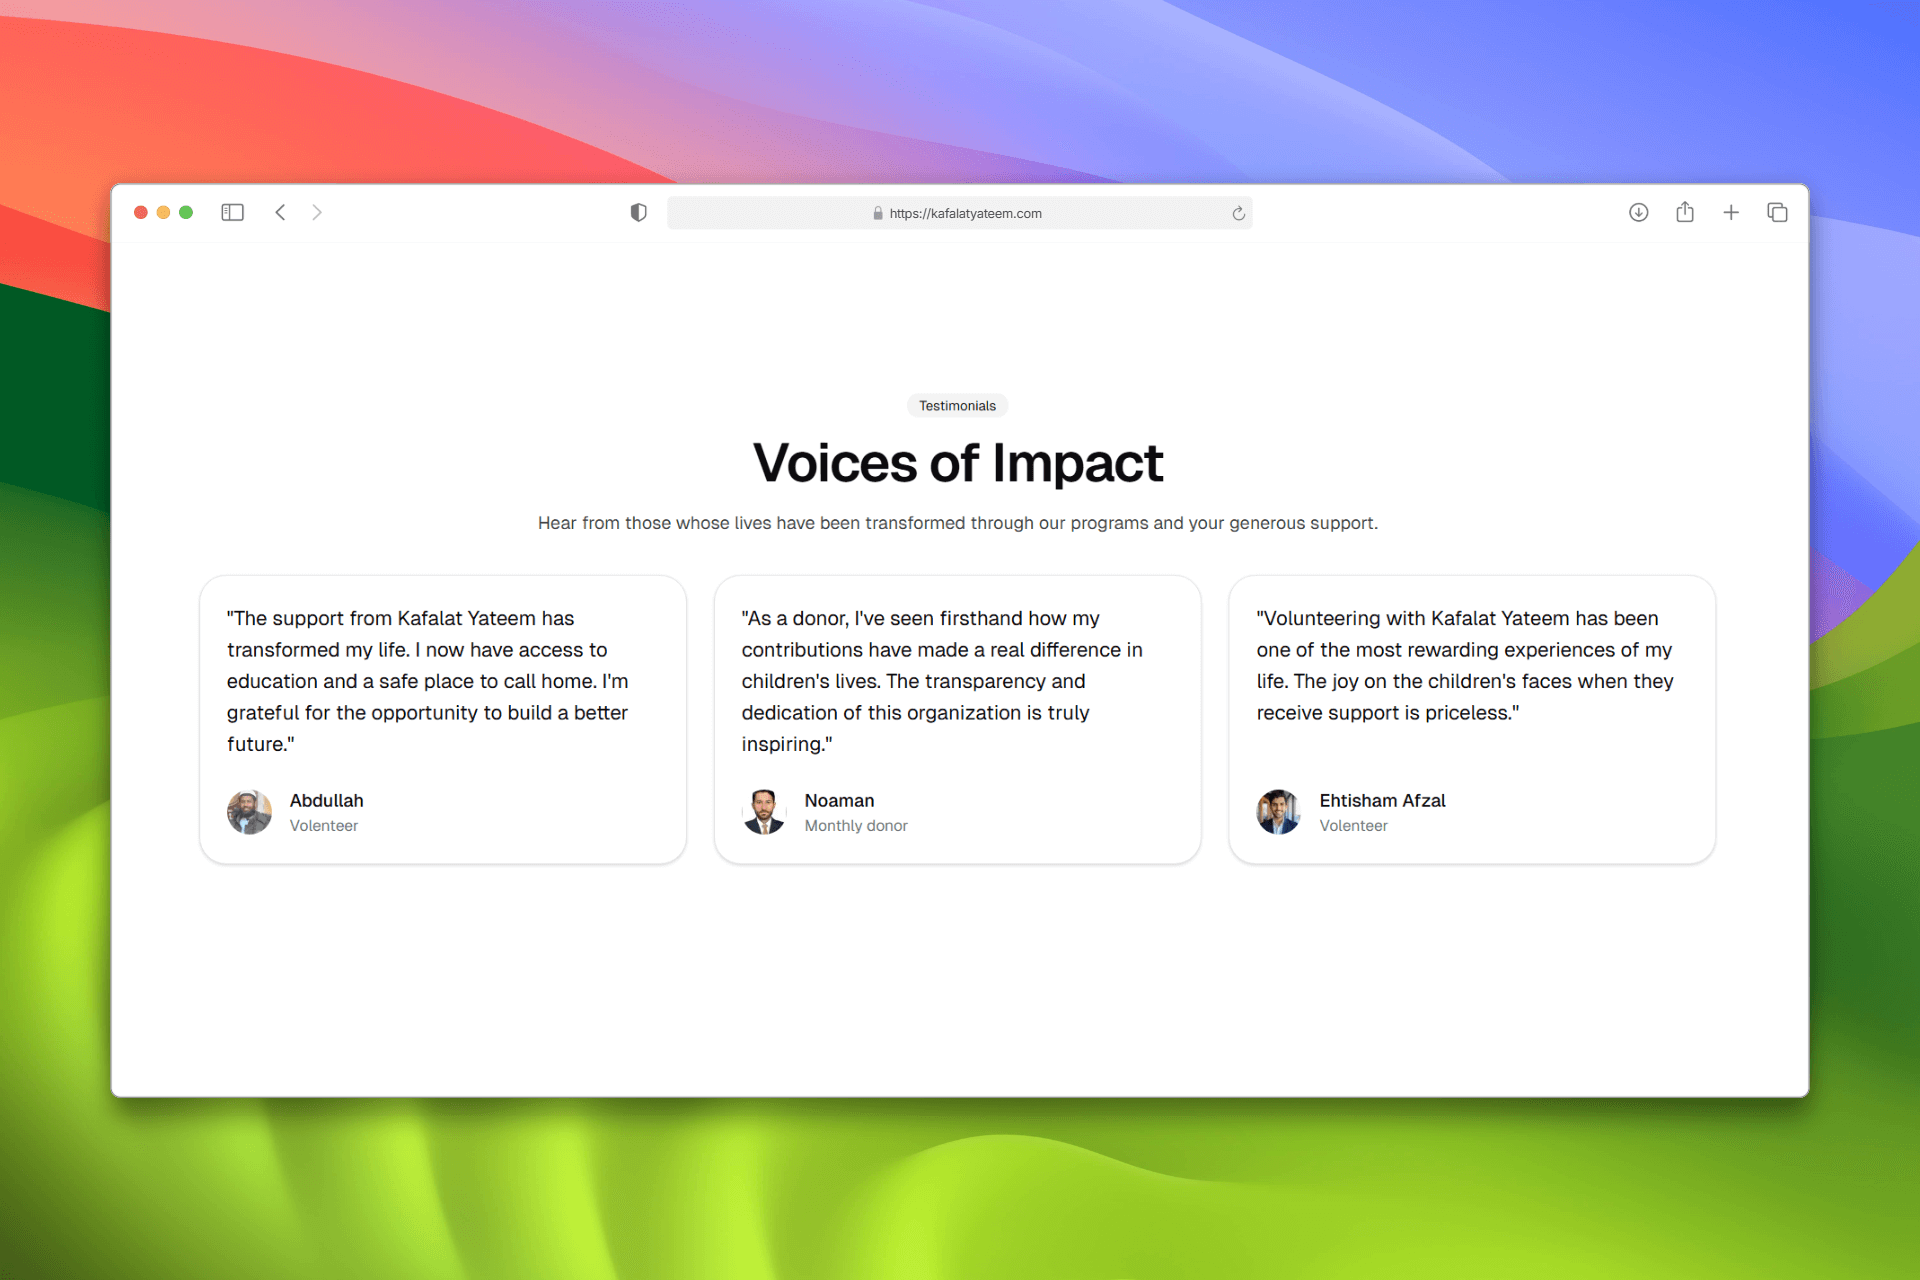 https://kafalatyateem.com
Testimonials
Voices of Impact
Hear from those whose lives have been transformed through our programs and your generous support.
"The support from Kafalat Yateem has
transformed my life. I now have access to
education and a safe place to call home. I'm
grateful for the opportunity to build a better
future."
Abdullah
Volenteer
"As a donor, I've seen firsthand how my
contributions have made a real difference in
children's lives. The transparency and
dedication of this organization is truly
inspiring."
Noaman
Monthly donor
"Volunteering with Kafalat Yateem has been
one of the most rewarding experiences of my
life. The joy on the children's faces when they
receive support is priceless."
Ehtisham Afzal
Volenteer